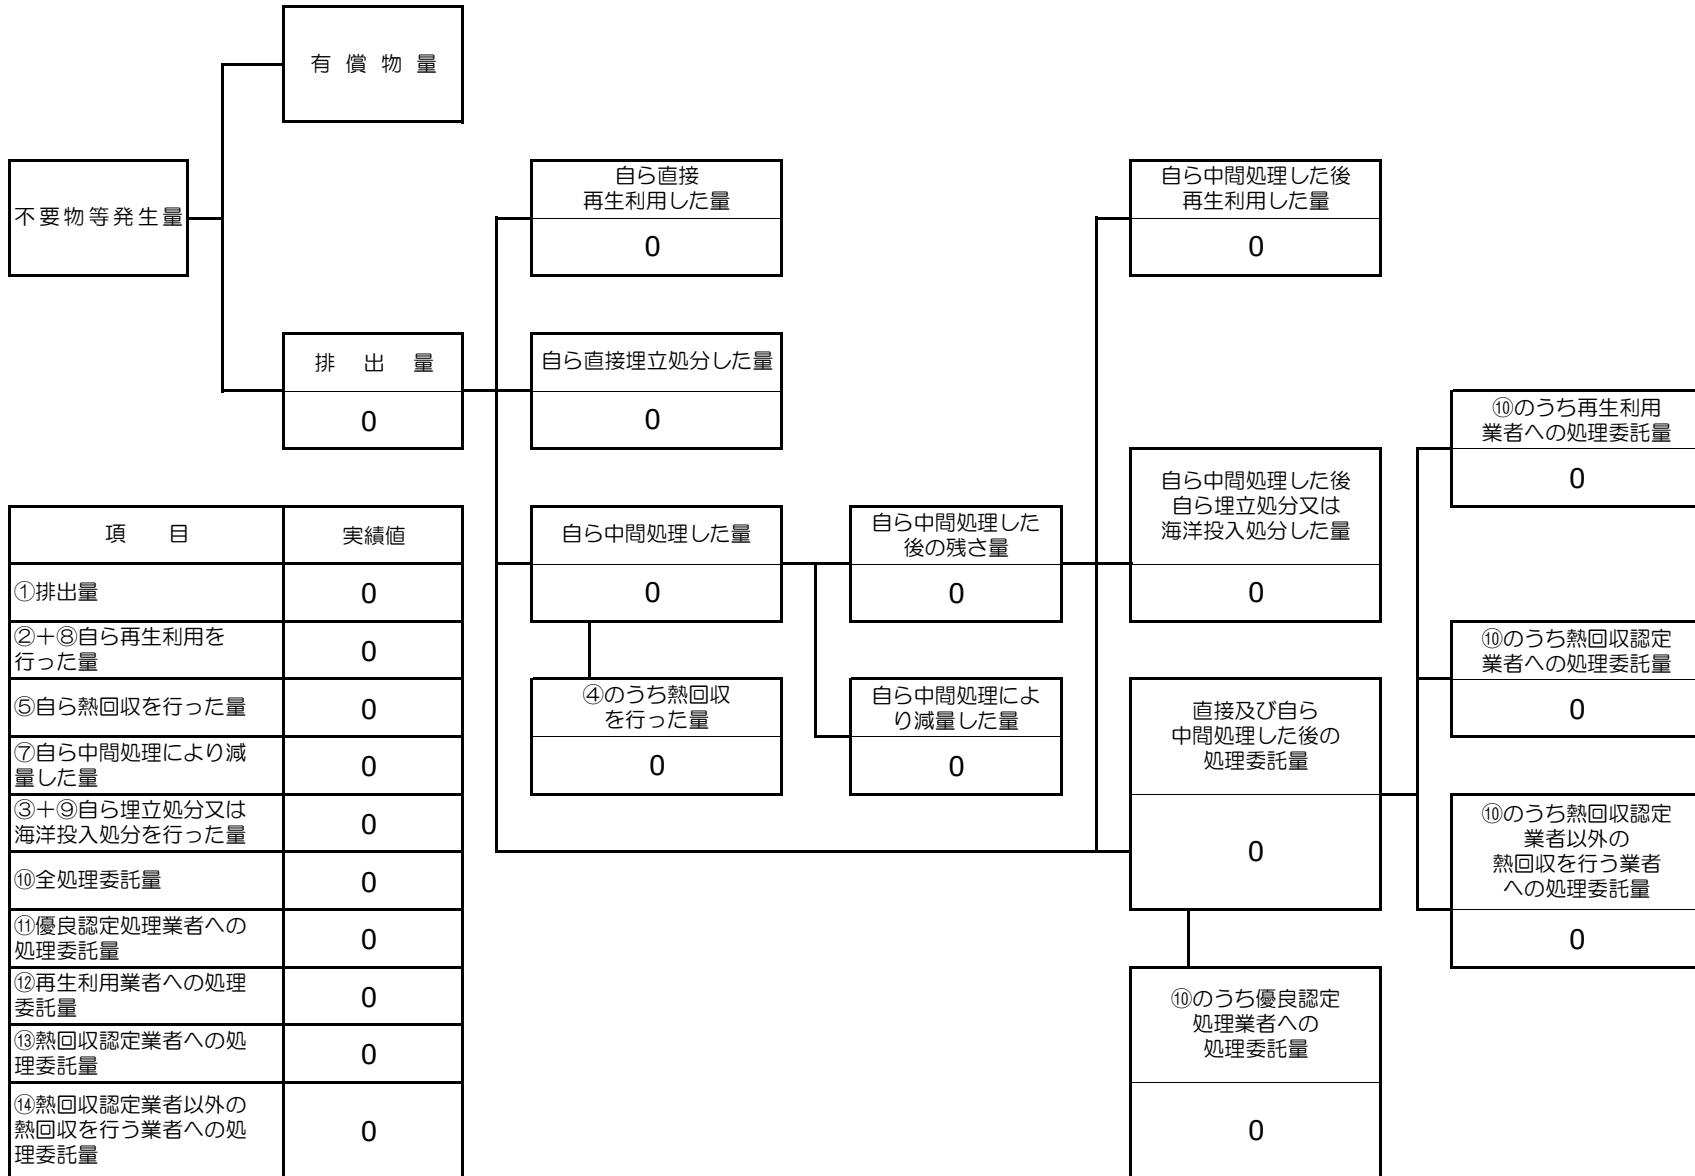 有償物量
不要物等発生量
自ら直接
再生利用した量
0
自ら中間処理した後
再生利用した量
0
排出量
0
自ら直接埋立処分した量
0
⑩のうち再生利用
業者への処理委託量
0
自ら中間処理した量
0
自ら中間処理した
後の残さ量
0
自ら中間処理した後
自ら埋立処分又は
海洋投入処分した量
0
⑩のうち熱回収認定
業者への処理委託量
0
④のうち熱回収
を行った量
0
自ら中間処理によ
り減量した量
0
直接及び自ら
中間処理した後の
処理委託量
0
⑩のうち熱回収認定
業者以外の
熱回収を行う業者
への処理委託量
0
⑩のうち優良認定
処理業者への
処理委託量
0
項目 実績値
①排出量 0
②+⑧自ら再生利用を
行った量 0
⑤自ら熱回収を行った量 0
⑦自ら中間処理により減
量した量 0
③+⑨自ら埋立処分又は
海洋投入処分を行った量 0
⑩全処理委託量 0
⑪優良認定処理業者への
処理委託量 0
⑫再生利用業者への処理
委託量 0
⑬熱回収認定業者への処
理委託量 0
⑭熱回収認定業者以外の
熱回収を行う業者への処
理委託量 0